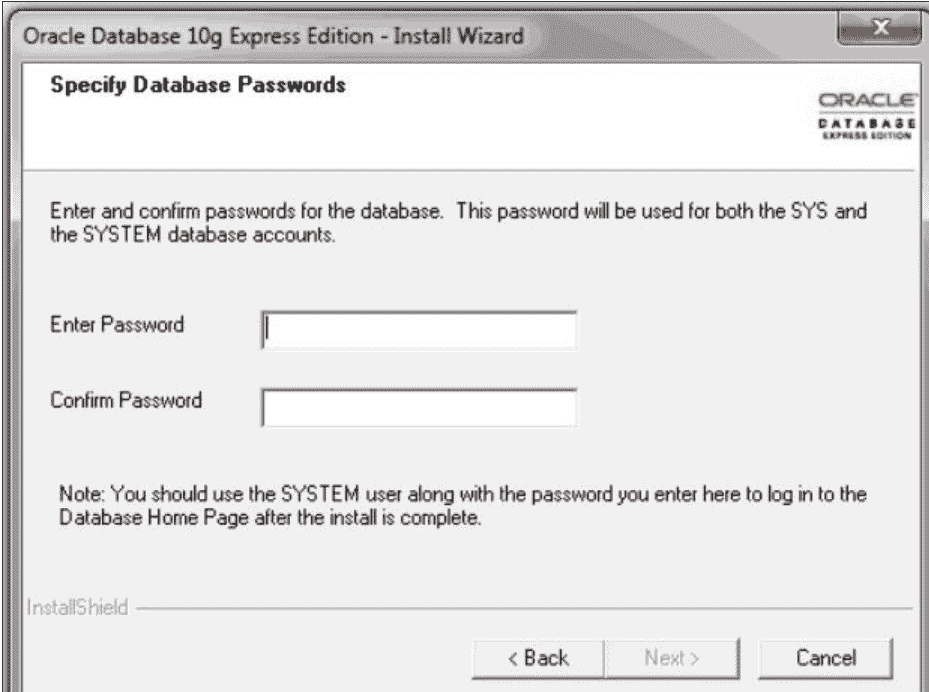 Oracle Database 10g Express Edition - Install Wizard
X
Specify Database Passwords
ORACLE
DATABASE
EXPRESS EDITION
Enter and confirm passwords for the database. This password will be used for both the SYS and
the SYSTEM database accounts.
Enter Password
Confirm Password
Note: You should use the SYSTEM user along with the password you enter here to log in to the
Database Home Page after the install is complete.
InstallShield
< Back
Next >
Cancel